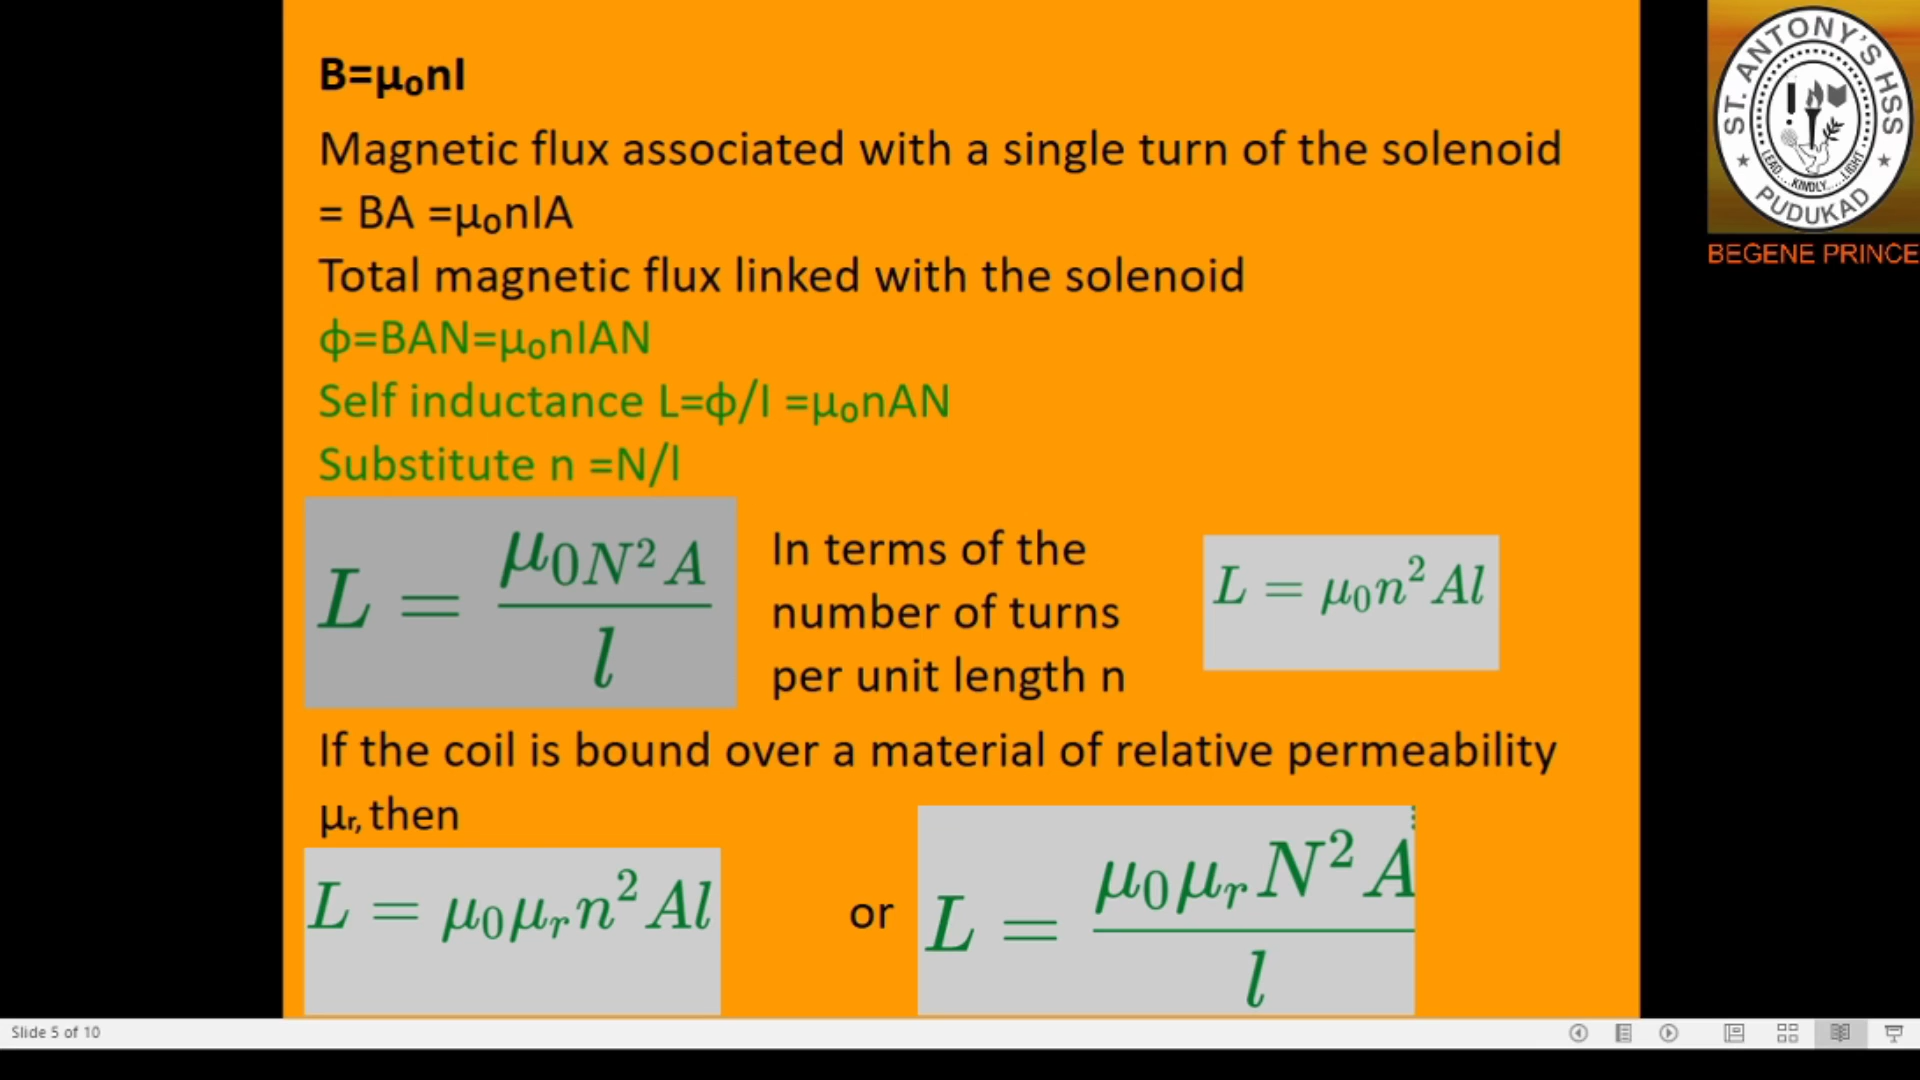 B=μ₀nI
Magnetic flux associated with a single turn of the solenoid
= BA =μ₀nIA
Total magnetic flux linked with the solenoid
ϕ=BAN=μ₀nIAN
Self inductance L=ϕ/I =μ₀nAN
Substitute n =N/l
L = μ₀N²A / l
In terms of the
number of turns
per unit length n
L = μ₀n²Al
If the coil is bound over a material of relative permeability
μᵣ, then
L = μ₀μᵣn²Al
or
L = μ₀μᵣN²A / l
ST. ANTONY'S HSS
LEAD....KINDLY.....LIGHT
PUDUKAD
BEGENE PRINCE
Slide 5 of 10